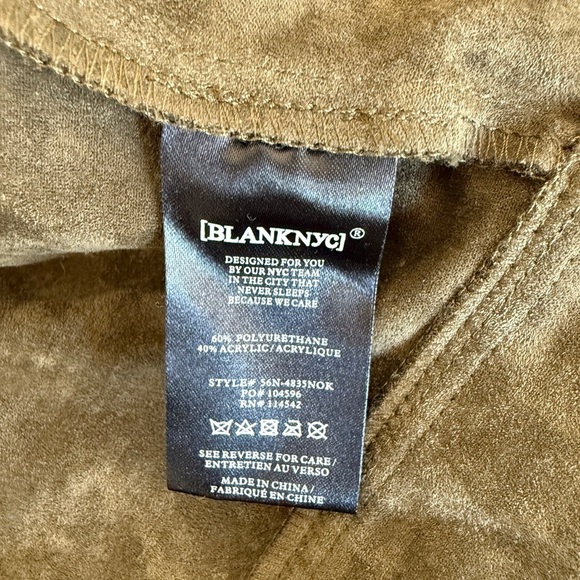 [BLANKNYC]®
DESIGNED FOR YOU
BY OUR NYC TEAM
IN THE CITY THAT
NEVER SLEEPS
BECAUSE WE CARE
60% POLYURETHANE
40% ACRYLIC/ACRYLIQUE
STYLE# 56N-4835NOK
PO# 104596
RN# 114542
SEE REVERSE FOR CARE/
ENTRETIEN AU VERSO
MADE IN CHINA/
FABRIQUÉ EN CHINE